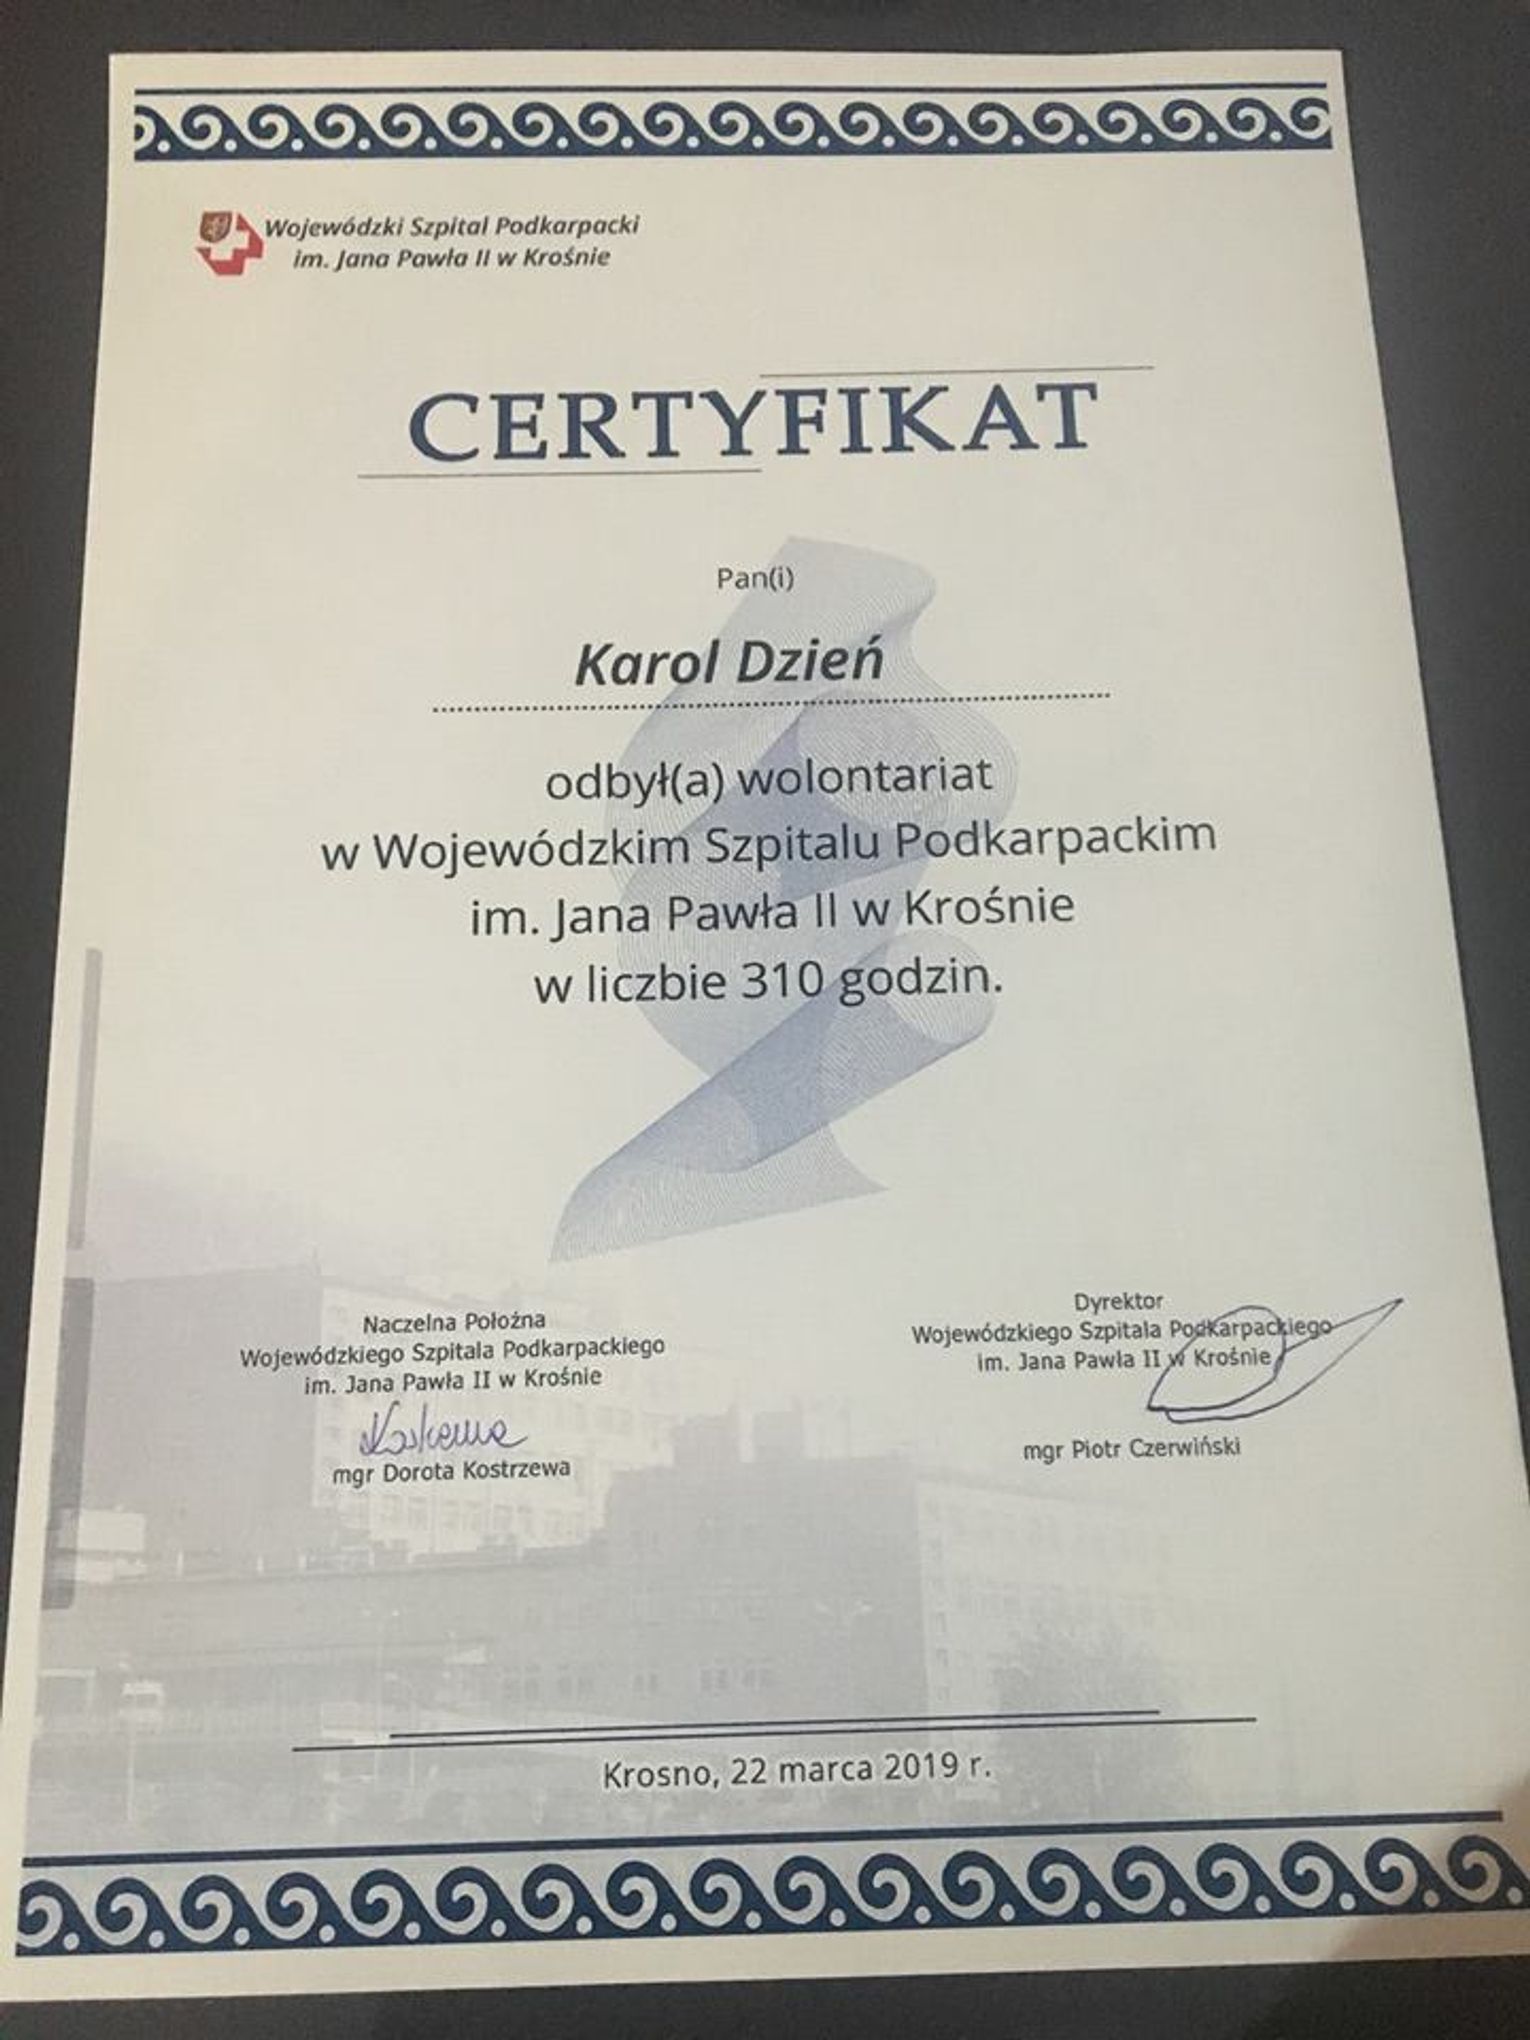 Wojewódzki Szpital Podkarpacki
im. Jana Pawła II w Krośnie
CERTYFIKAT
Pan(i)
Karol Dzień
odbył(a) wolontariat
w Wojewódzkim Szpitalu Podkarpackim
im. Jana Pawła II w Krośnie
w liczbie 310 godzin.
Naczelna Położna
Wojewódzkiego Szpitala Podkarpackiego
im. Jana Pawła II w Krośnie
mgr Dorota Kostrzewa
Dyrektor
Wojewódzkiego Szpitala Podkarpackiego
im. Jana Pawła II w Krośnie
mgr Piotr Czerwiński
Krosno, 22 marca 2019 r.